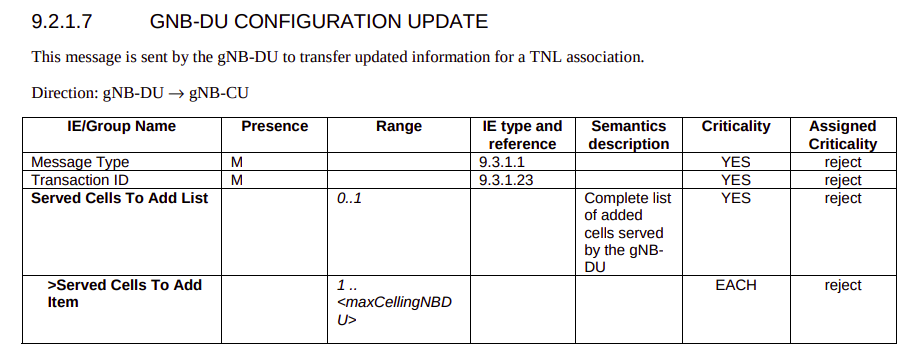 9.2.1.7 GNB-DU CONFIGURATION UPDATE
This message is sent by the gNB-DU to transfer updated information for a TNL association.
Direction: gNB-DU → gNB-CU
IE/Group Name Presence Range IE type and reference Semantics description Criticality Assigned Criticality
Message Type M 9.3.1.1 YES reject
Transaction ID M 9.3.1.23 YES reject
Served Cells To Add List 0..1 Complete list of added cells served by the gNB-DU YES reject
>Served Cells To Add Item 1 .. <maxCellingNBDU> EACH reject